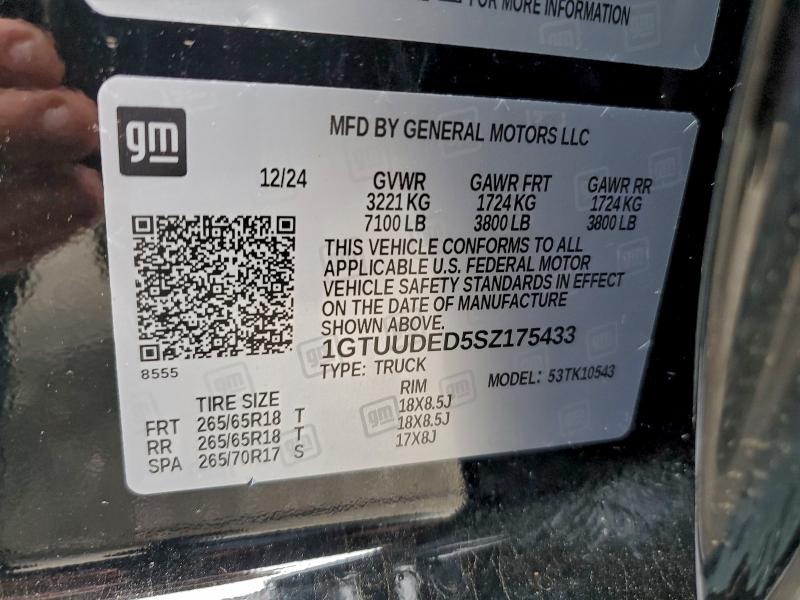 FOR MORE INFORMATION
gm
MFD BY GENERAL MOTORS LLC
12/24 GVWR GAWR FRT GAWR RR
3221 KG 1724 KG 1724 KG
7100 LB 3800 LB 3800 LB
THIS VEHICLE CONFORMS TO ALL
APPLICABLE U.S. FEDERAL MOTOR
VEHICLE SAFETY STANDARDS IN EFFECT
ON THE DATE OF MANUFACTURE
SHOWN ABOVE.
8555
1GTUUDED5SZ175433
TYPE: TRUCK MODEL: 53TK10543
TIRE SIZE RIM
FRT 265/65R18 T 18X8.5J
RR 265/65R18 T 18X8.5J
SPA 265/70R17 S 17X8J